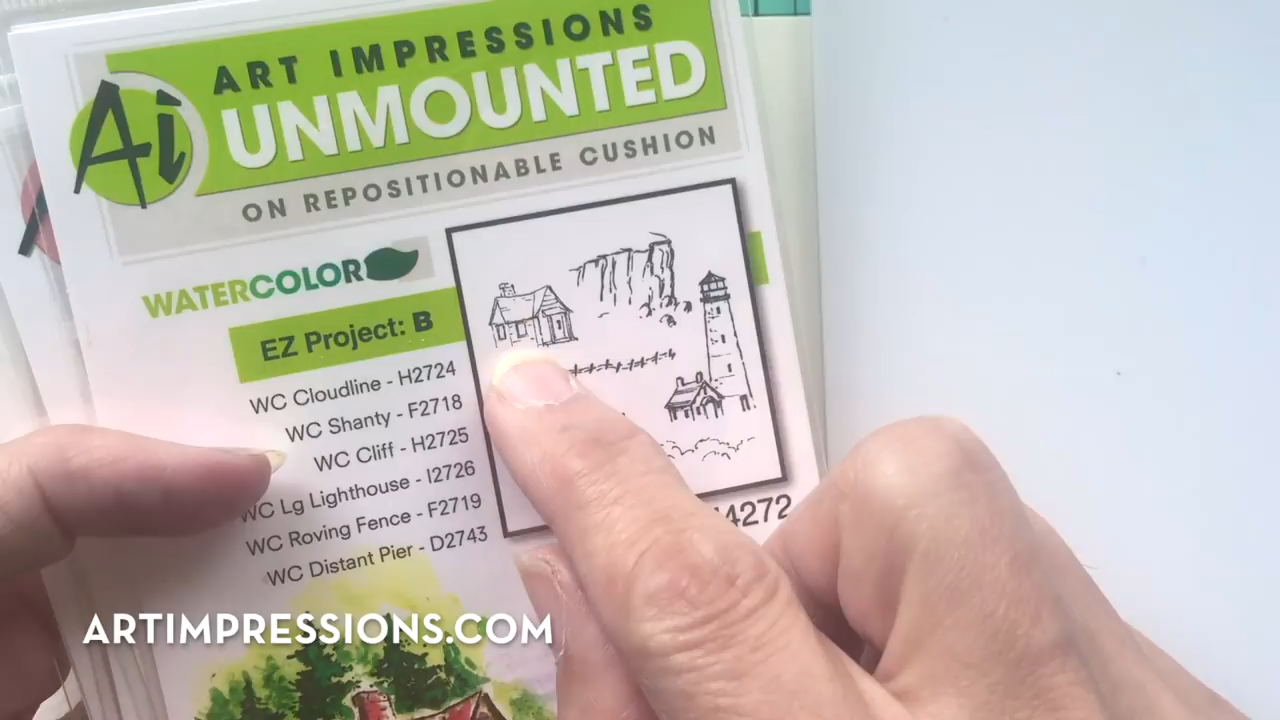 Ai
ART IMPRESSIONS
UNMOUNTED
ON REPOSITIONABLE CUSHION
WATERCOLOR
EZ Project: B
WC Cloudline - H2724
WC Shanty - F2718
WC Cliff - H2725
WC Lg Lighthouse - I2726
WC Roving Fence - F2719
WC Distant Pier - D2743
4272
ARTIMPRESSIONS.COM